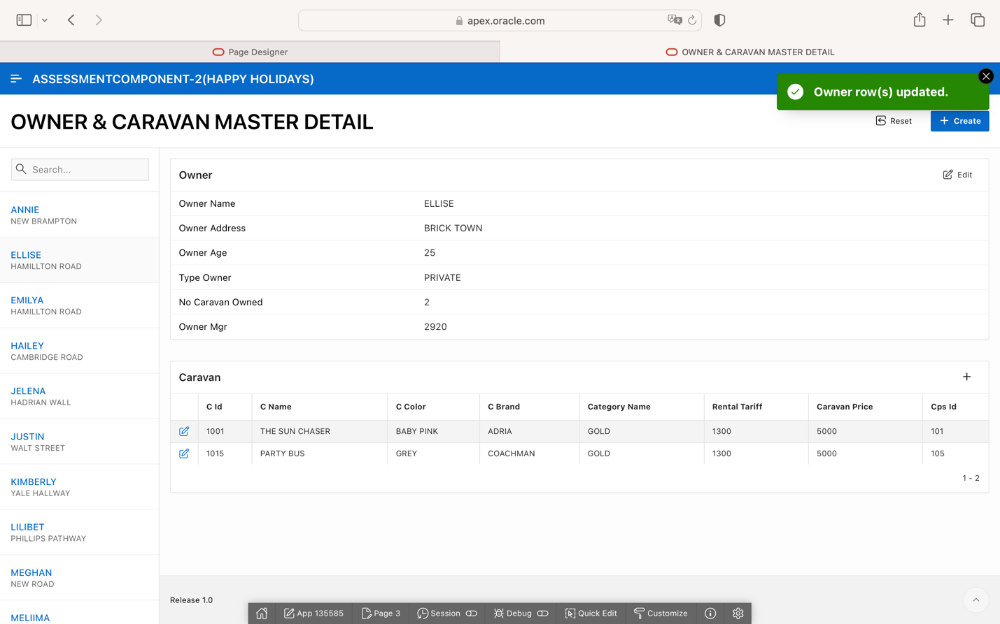 apex.oracle.com
Page Designer
OWNER & CARAVAN MASTER DETAIL
ASSESSMENTCOMPONENT-2(HAPPY HOLIDAYS)
Owner row(s) updated.
OWNER & CARAVAN MASTER DETAIL
Reset
Create
Search...
ANNIE
NEW BRAMPTON
ELLISE
HAMILLTON ROAD
EMILYA
HAMILLTON ROAD
HAILEY
CAMBRIDGE ROAD
JELENA
HADRIAN WALL
JUSTIN
WALT STREET
KIMBERLY
YALE HALLWAY
LILIBET
PHILLIPS PATHWAY
MEGHAN
NEW ROAD
MELIIMA
Owner
Edit
Owner Name ELLISE
Owner Address BRICK TOWN
Owner Age 25
Type Owner PRIVATE
No Caravan Owned 2
Owner Mgr 2920
Caravan
C Id C Name C Color C Brand Category Name Rental Tariff Caravan Price Cps Id
1001 THE SUN CHASER BABY PINK ADRIA GOLD 1300 5000 101
1015 PARTY BUS GREY COACHMAN GOLD 1300 5000 105
1 - 2
Release 1.0
App 135585 Page 3 Session Debug Quick Edit Customize